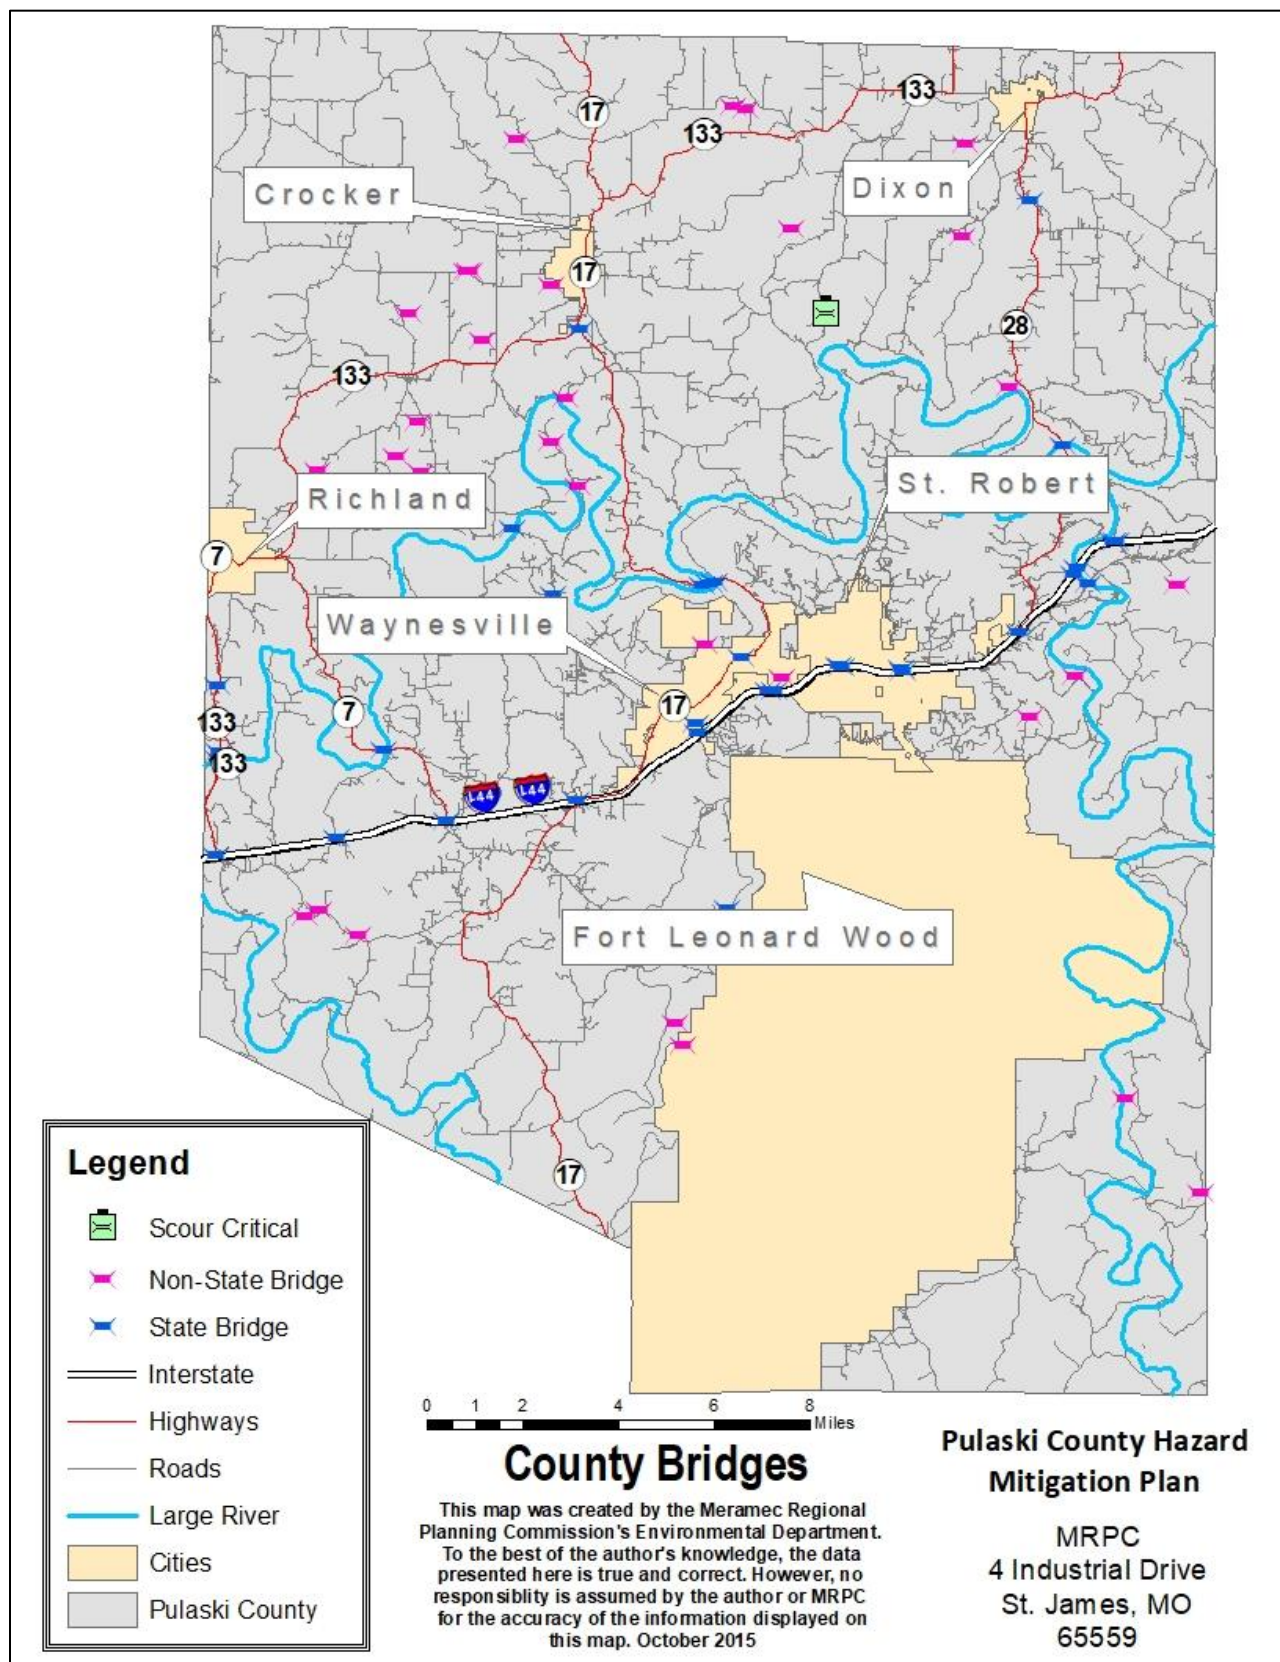 133
17
133
Crocker
Dixon
17
28
133
St. Robert
Richland
7
Waynesville
17
7
133
133
I-44
I-44
Fort Leonard Wood
17
Legend
Scour Critical
Non-State Bridge
State Bridge
Interstate
Highways
Roads
Large River
Cities
Pulaski County
0 1 2 4 6 8
Miles
County Bridges
This map was created by the Meramec Regional
Planning Commission's Environmental Department.
To the best of the author's knowledge, the data
presented here is true and correct. However, no
responsiblity is assumed by the author or MRPC
for the accuracy of the information displayed on
this map. October 2015
Pulaski County Hazard
Mitigation Plan
MRPC
4 Industrial Drive
St. James, MO
65559